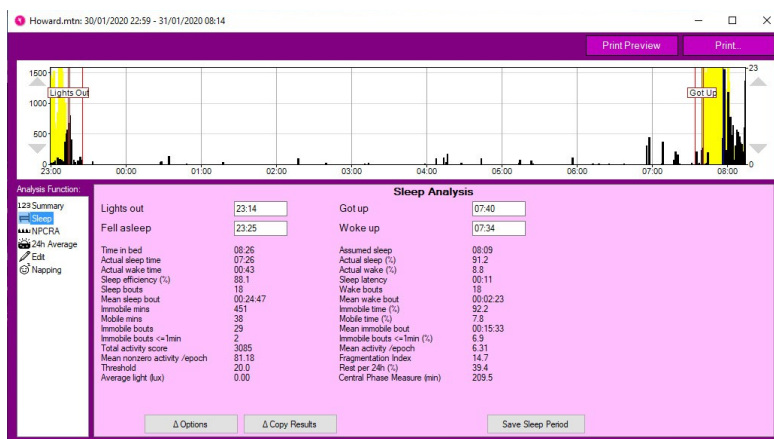 Howard.mtn: 30/01/2020 22:59 - 31/01/2020 08:14
Print Preview Print...
1500 23
Lights Out Got Up
1000
500
0 0
23:00 00:00 01:00 02:00 03:00 04:00 05:00 06:00 07:00 08:00
Analysis Function:
123 Summary
Sleep
NPCRA
24h Average
Edit
Napping
Sleep Analysis
Lights out 23:14 Got up 07:40
Fell asleep 23:25 Woke up 07:34
Time in bed 08:26 Assumed sleep 08:09
Actual sleep time 07:26 Actual sleep (%) 91.2
Actual wake time 00:43 Actual wake (%) 8.8
Sleep efficiency (%) 88.1 Sleep latency 00:11
Sleep bouts 18 Wake bouts 18
Mean sleep bout 00:24:47 Mean wake bout 00:02:23
Immobile mins 451 Immobile time (%) 92.2
Mobile mins 38 Mobile time (%) 7.8
Immobile bouts 29 Mean immobile bout 00:15:33
Immobile bouts <=1min 2 Immobile bouts <=1min (%) 6.9
Total activity score 3085 Mean activity /epoch 6.31
Mean nonzero activity /epoch 81.18 Fragmentation Index 14.7
Threshold 20.0 Rest per 24h (%) 39.4
Average light (lux) 0.00 Central Phase Measure (min) 209.5
Δ Options Δ Copy Results Save Sleep Period